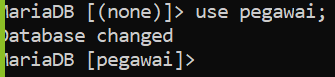 MariaDB [(none)]> use pegawai;
Database changed
MariaDB [pegawai]>